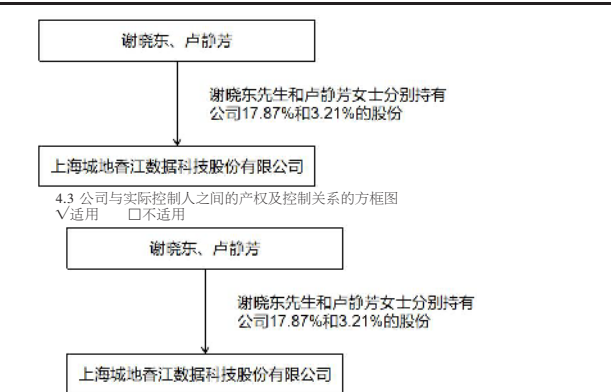 谢晓东、卢静芳
谢晓东先生和卢静芳女士分别持有
公司17.87%和3.21%的股份
上海城地香江数据科技股份有限公司
4.3 公司与实际控制人之间的产权及控制关系的方框图
√适用 □不适用
谢晓东、卢静芳
谢晓东先生和卢静芳女士分别持有
公司17.87%和3.21%的股份
上海城地香江数据科技股份有限公司